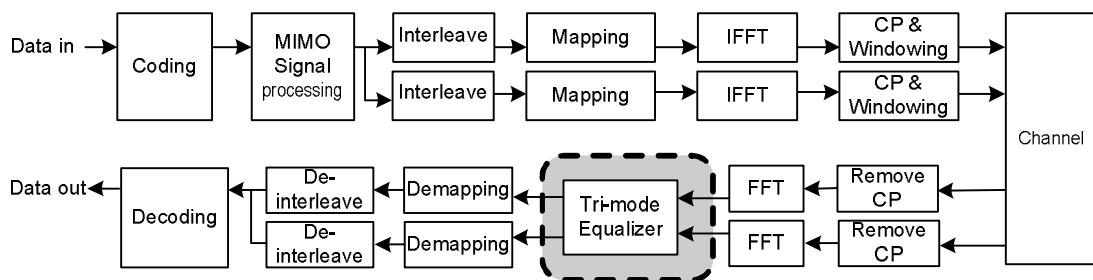 Data in
Coding
MIMO
Signal
processing
Interleave
Mapping
IFFT
CP &
Windowing
Interleave
Mapping
IFFT
CP &
Windowing
Channel
Data out
Decoding
De-
interleave
Demapping
Tri-mode
Equalizer
FFT
Remove
CP
De-
interleave
Demapping
FFT
Remove
CP